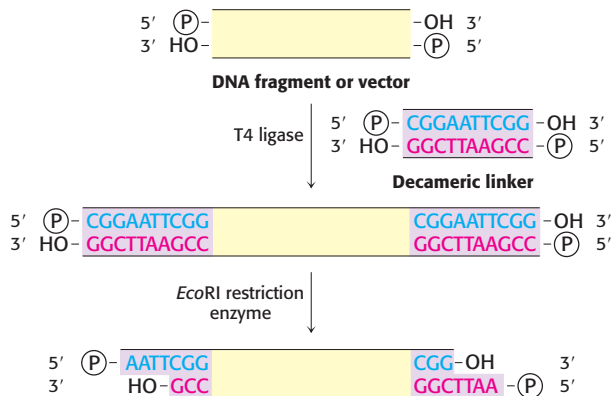 5′ P – – OH 3′
3′ HO – – P 5′
DNA fragment or vector
T4 ligase
5′ P – CGGAATTCGG – OH 3′
3′ HO – GGCTTAAGCC – P 5′
Decameric linker
5′ P – CGGAATTCGG CGGAATTCGG – OH 3′
3′ HO – GGCTTAAGCC GGCTTAAGCC – P 5′
EcoRI restriction
enzyme
5′ P – AATTCGG CGG – OH 3′
3′ HO – GCC GGCTTAA – P 5′